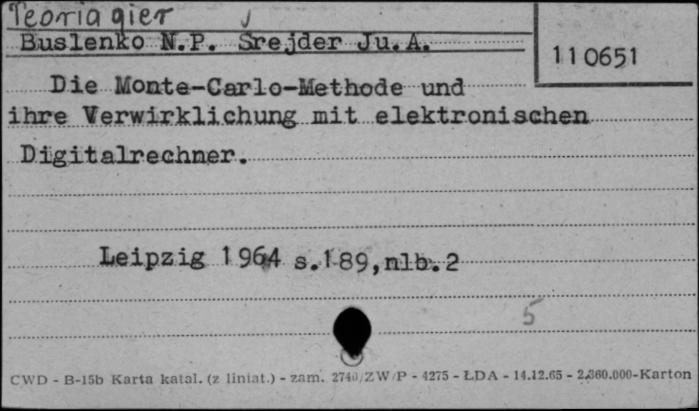 Teoria gier
Buslenko N.P. Srejder Ju.A.
110651
Die Monte-Carlo-Methode und
ihre Verwirklichung mit elektronischen
Digitalrechner.
Leipzig 1964 s.189,nlb.2
5
CWD - B-15b Karta katal. (z liniat.) - zam. 2740/ZW/P - 4275 - ŁDA - 14.12.65 - 2.360.000-Karton